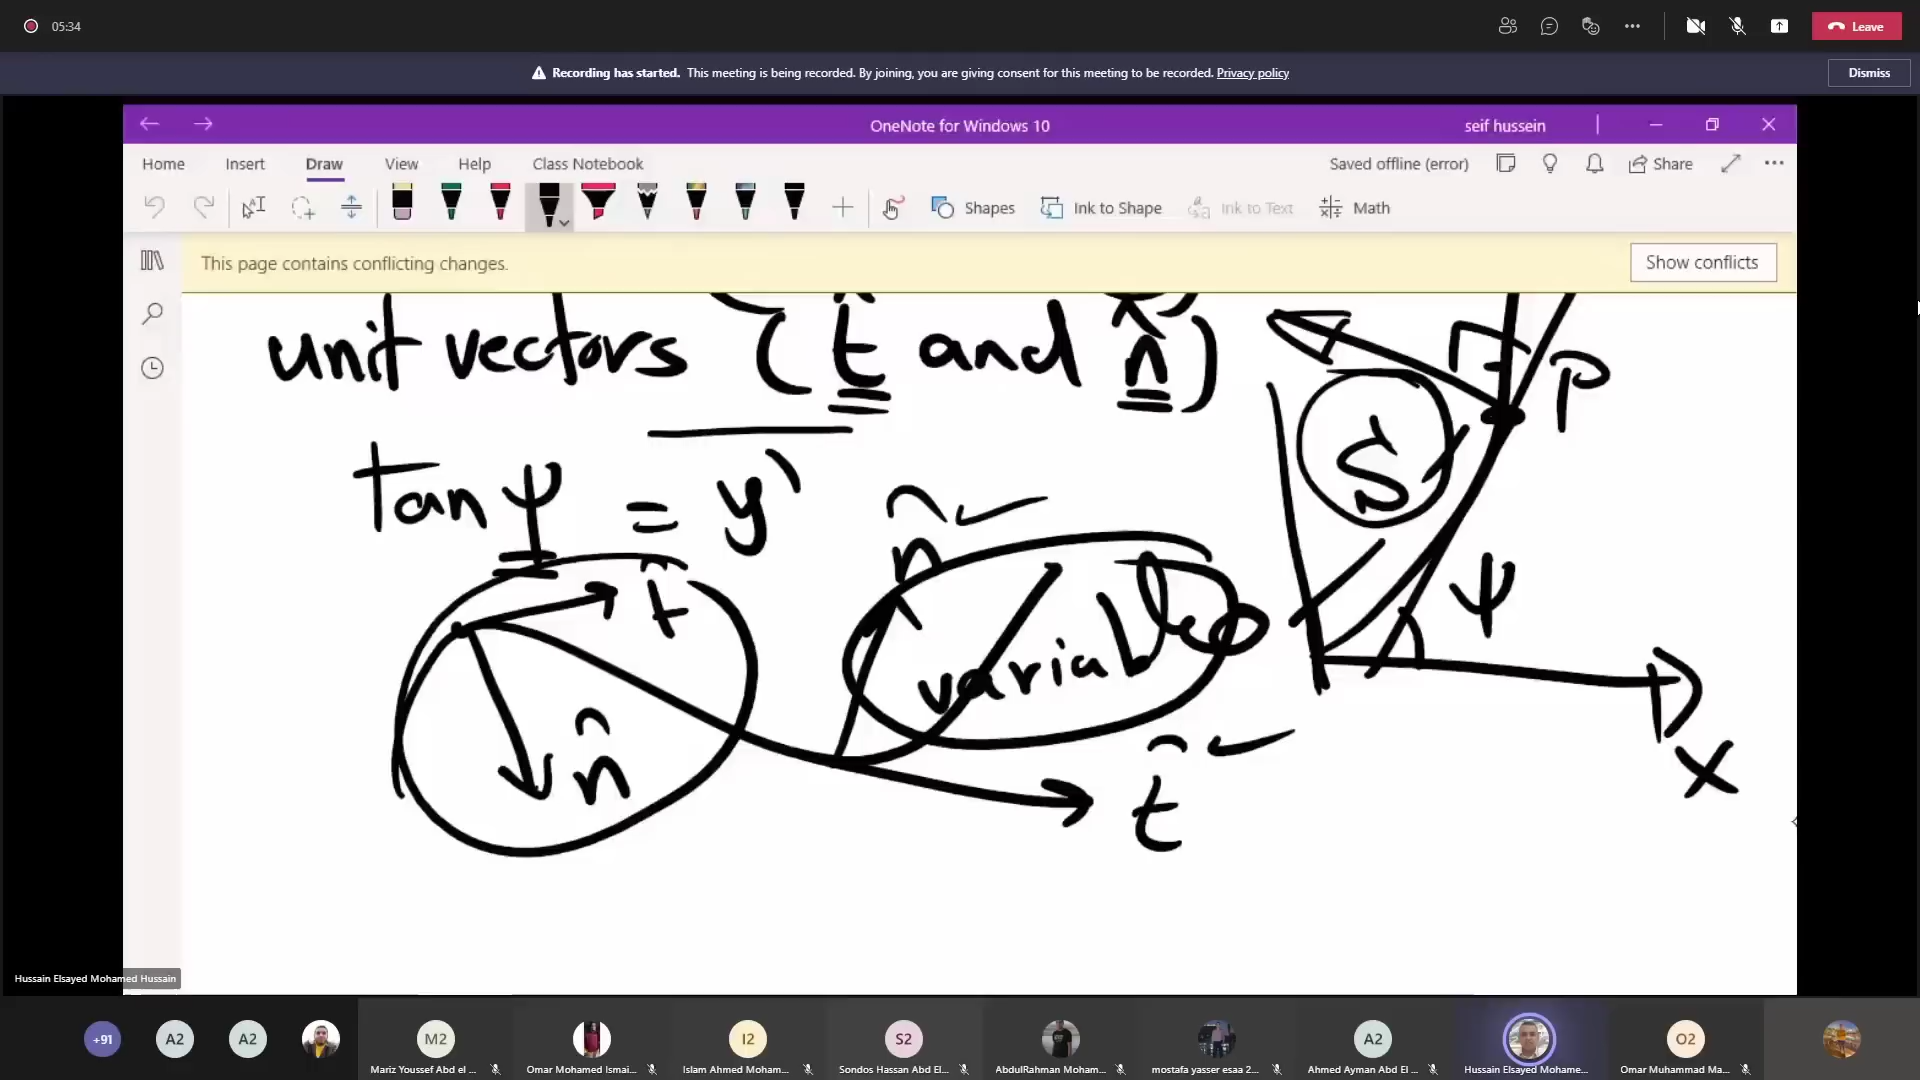 05:34
Leave
Recording has started. This meeting is being recorded. By joining, you are giving consent for this meeting to be recorded. Privacy policy
Dismiss
OneNote for Windows 10
seif hussein
Home Insert Draw View Help Class Notebook
Saved offline (error)
Share
Shapes
Ink to Shape
Ink to Text
Math
This page contains conflicting changes.
Show conflicts
unit vectors (t̂ and n̂)
P
S
tan ψ = y'
n̂
t̂
variable
ψ
n̂
t̂
x
Hussain Elsayed Mohamed Hussain
+91
A2
A2
M2
I2
S2
A2
O2
Mariz Youssef Abd el ...
Omar Mohamed Ismai...
Islam Ahmed Moham...
Sondos Hassan Abd El...
AbdulRahman Moham...
mostafa yasser esaa 2...
Ahmed Ayman Abd El ...
Hussain Elsayed Mohame...
Omar Muhammad Ma...